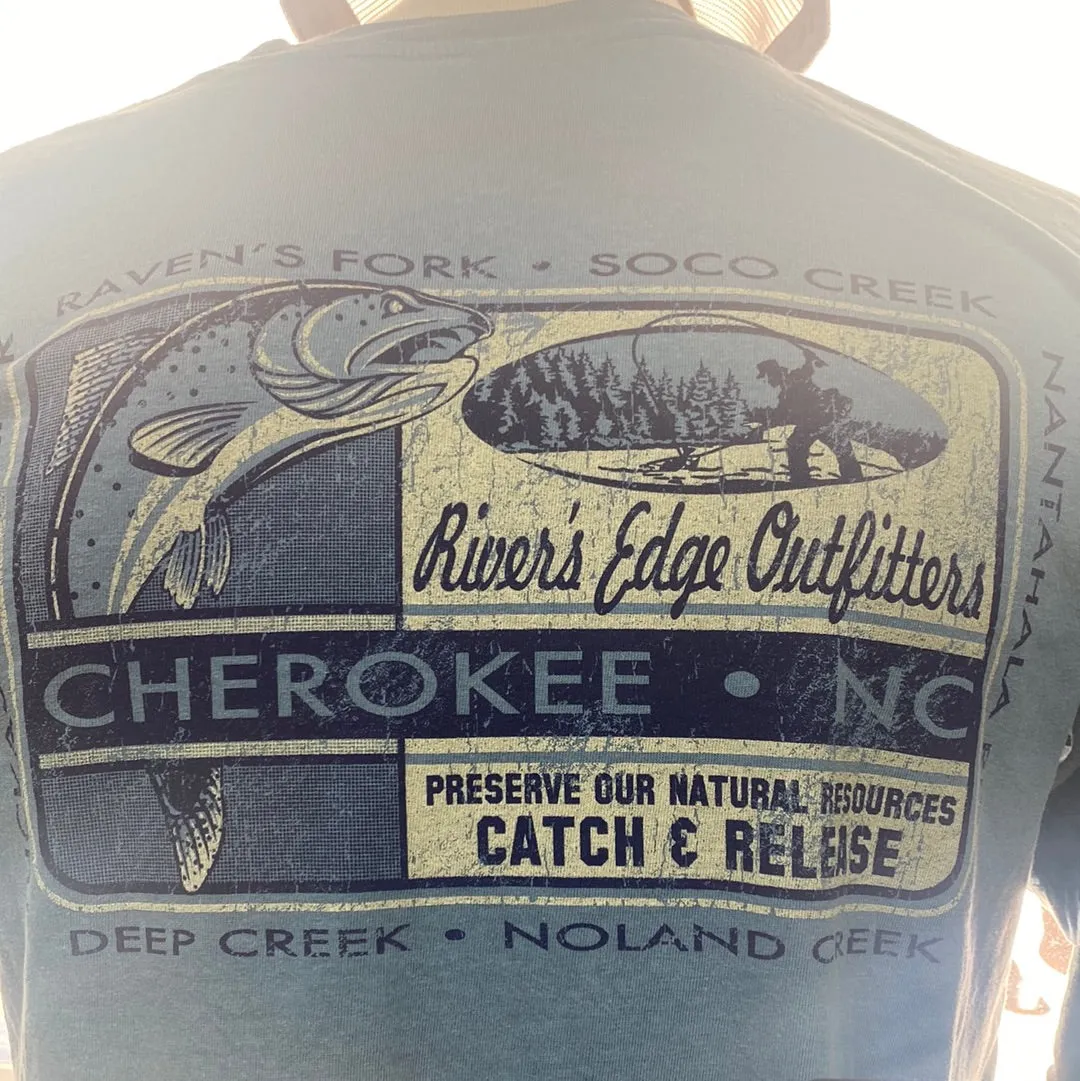 RAVEN'S FORK • SOCO CREEK
NANTAHALA
River's Edge Outfitters
CHEROKEE • NC
PRESERVE OUR NATURAL RESOURCES
CATCH & RELEASE
DEEP CREEK • NOLAND CREEK